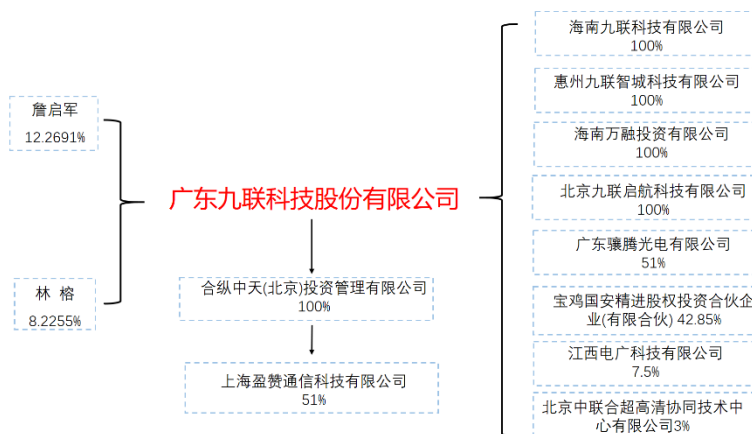 詹启军
12.2691%
林 榕
8.2255%
广东九联科技股份有限公司
合纵中天(北京)投资管理有限公司
100%
上海盈赞通信科技有限公司
51%
海南九联科技有限公司
100%
惠州九联智城科技有限公司
100%
海南万融投资有限公司
100%
北京九联启航科技有限公司
100%
广东骧腾光电有限公司
51%
宝鸡国安精进股权投资合伙企
业(有限合伙) 42.85%
江西电广科技有限公司
7.5%
北京中联合超高清协同技术中
心有限公司3%